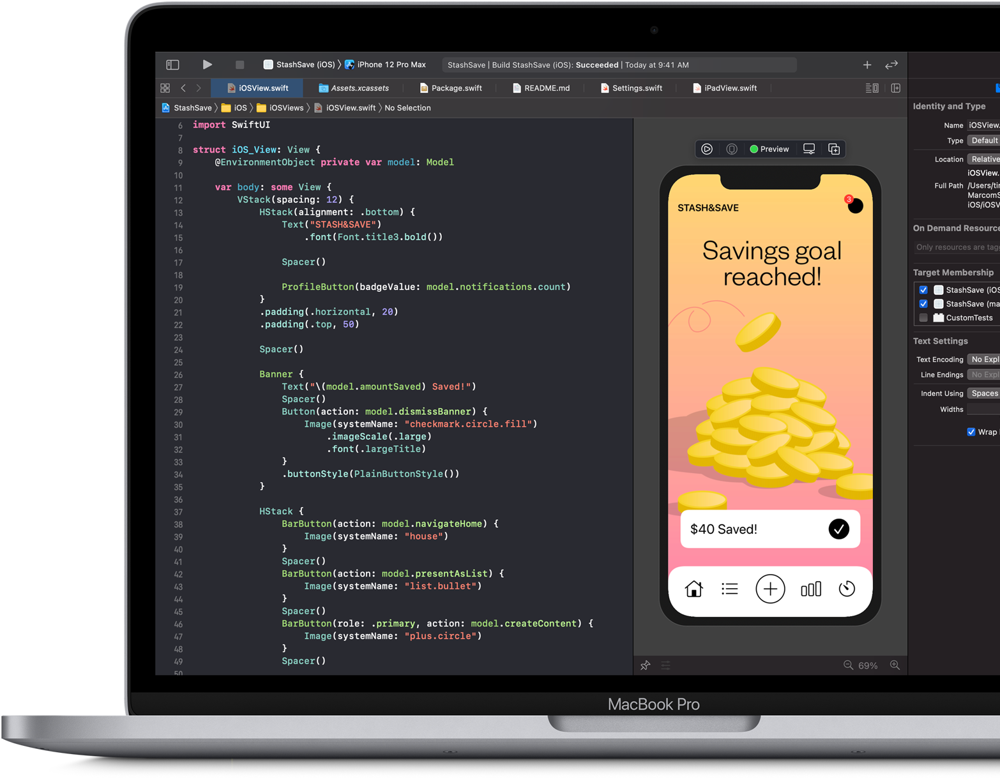 StashSave (iOS) 〉 iPhone 12 Pro Max
StashSave | Build StashSave (iOS): Succeeded | Today at 9:41 AM
iOSView.swift
Assets.xcassets
Package.swift
README.md
Settings.swift
iPadView.swift
StashSave 〉 iOS 〉 iOSViews 〉 iOSView.swift 〉 No Selection
6 import SwiftUI
7
8 struct iOS_View: View {
9 @EnvironmentObject private var model: Model
10
11 var body: some View {
12 VStack(spacing: 12) {
13 HStack(alignment: .bottom) {
14 Text("STASH&SAVE")
15 .font(Font.title3.bold())
16
17 Spacer()
18
19 ProfileButton(badgeValue: model.notifications.count)
20 }
21 .padding(.horizontal, 20)
22 .padding(.top, 50)
23
24 Spacer()
25
26 Banner {
27 Text("\(model.amountSaved) Saved!")
28 Spacer()
29 Button(action: model.dismissBanner) {
30 Image(systemName: "checkmark.circle.fill")
31 .imageScale(.large)
32 .font(.largeTitle)
33 }
34 .buttonStyle(PlainButtonStyle())
35 }
36
37 HStack {
38 BarButton(action: model.navigateHome) {
39 Image(systemName: "house")
40 }
41 Spacer()
42 BarButton(action: model.presentAsList) {
43 Image(systemName: "list.bullet")
44 }
45 Spacer()
46 BarButton(role: .primary, action: model.createContent) {
47 Image(systemName: "plus.circle")
48 }
49 Spacer()
50
Preview
STASH&SAVE
3
Savings goal
reached!
$40 Saved!
69%
Identity and Type
Name iOSView.
Type Default
Location Relative
iOSView.
Full Path /Users/tim
MarcomS
iOS/iOSV
On Demand Resource
Only resources are tag
Target Membership
StashSave (iOS
StashSave (ma
CustomTests
Text Settings
Text Encoding No Expl
Line Endings No Expl
Indent Using Spaces
Widths
Wrap
MacBook Pro